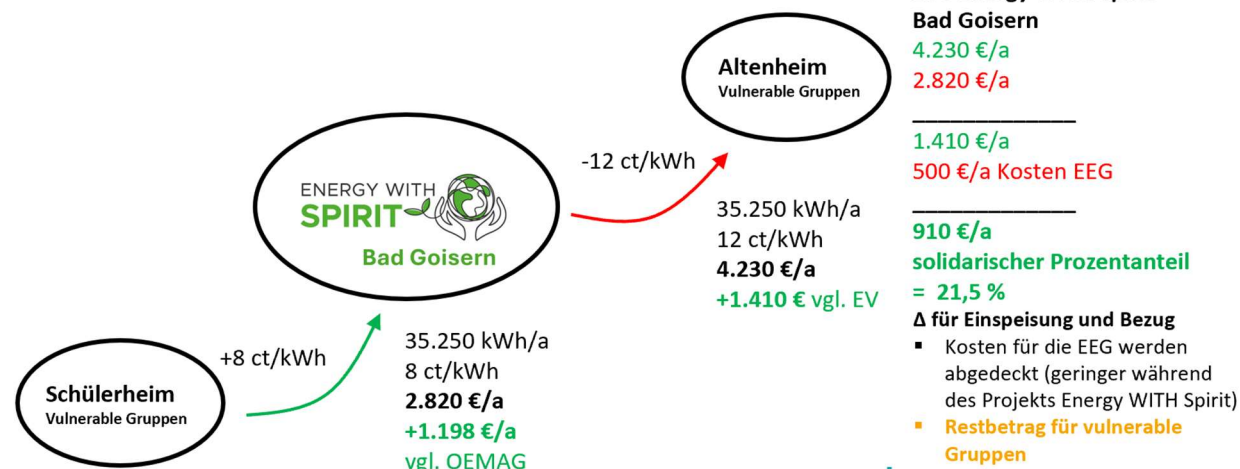 Bad Goisern
4.230 €/a
2.820 €/a
1.410 €/a
500 €/a Kosten EEG
910 €/a
solidarischer Prozentanteil
= 21,5 %
Δ für Einspeisung und Bezug
▪ Kosten für die EEG werden
abgedeckt (geringer während
des Projekts Energy WITH Spirit)
▪ Restbetrag für vulnerable
Gruppen
Altenheim
Vulnerable Gruppen
-12 ct/kWh
35.250 kWh/a
12 ct/kWh
4.230 €/a
+1.410 € vgl. EV
ENERGY WITH
SPIRIT
Bad Goisern
+8 ct/kWh
35.250 kWh/a
8 ct/kWh
2.820 €/a
+1.198 €/a
vgl. OEMAG
Schülerheim
Vulnerable Gruppen